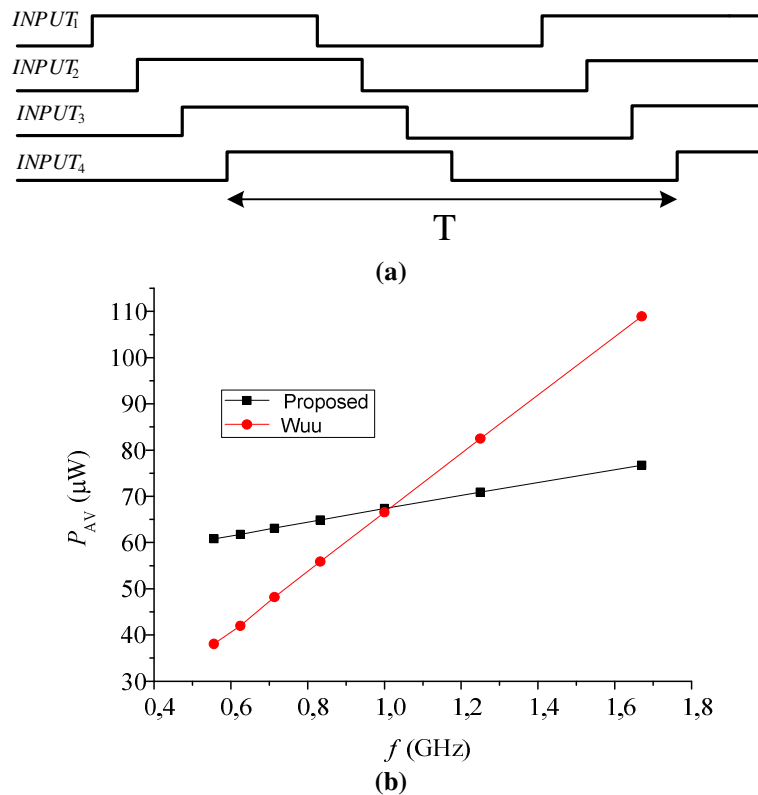 INPUT₁
INPUT₂
INPUT₃
INPUT₄
T
(a)
110
100
90
80
70
60
50
40
30
P_AV (µW)
Proposed
Wuu
0,4 0,6 0,8 1,0 1,2 1,4 1,6 1,8
f (GHz)
(b)